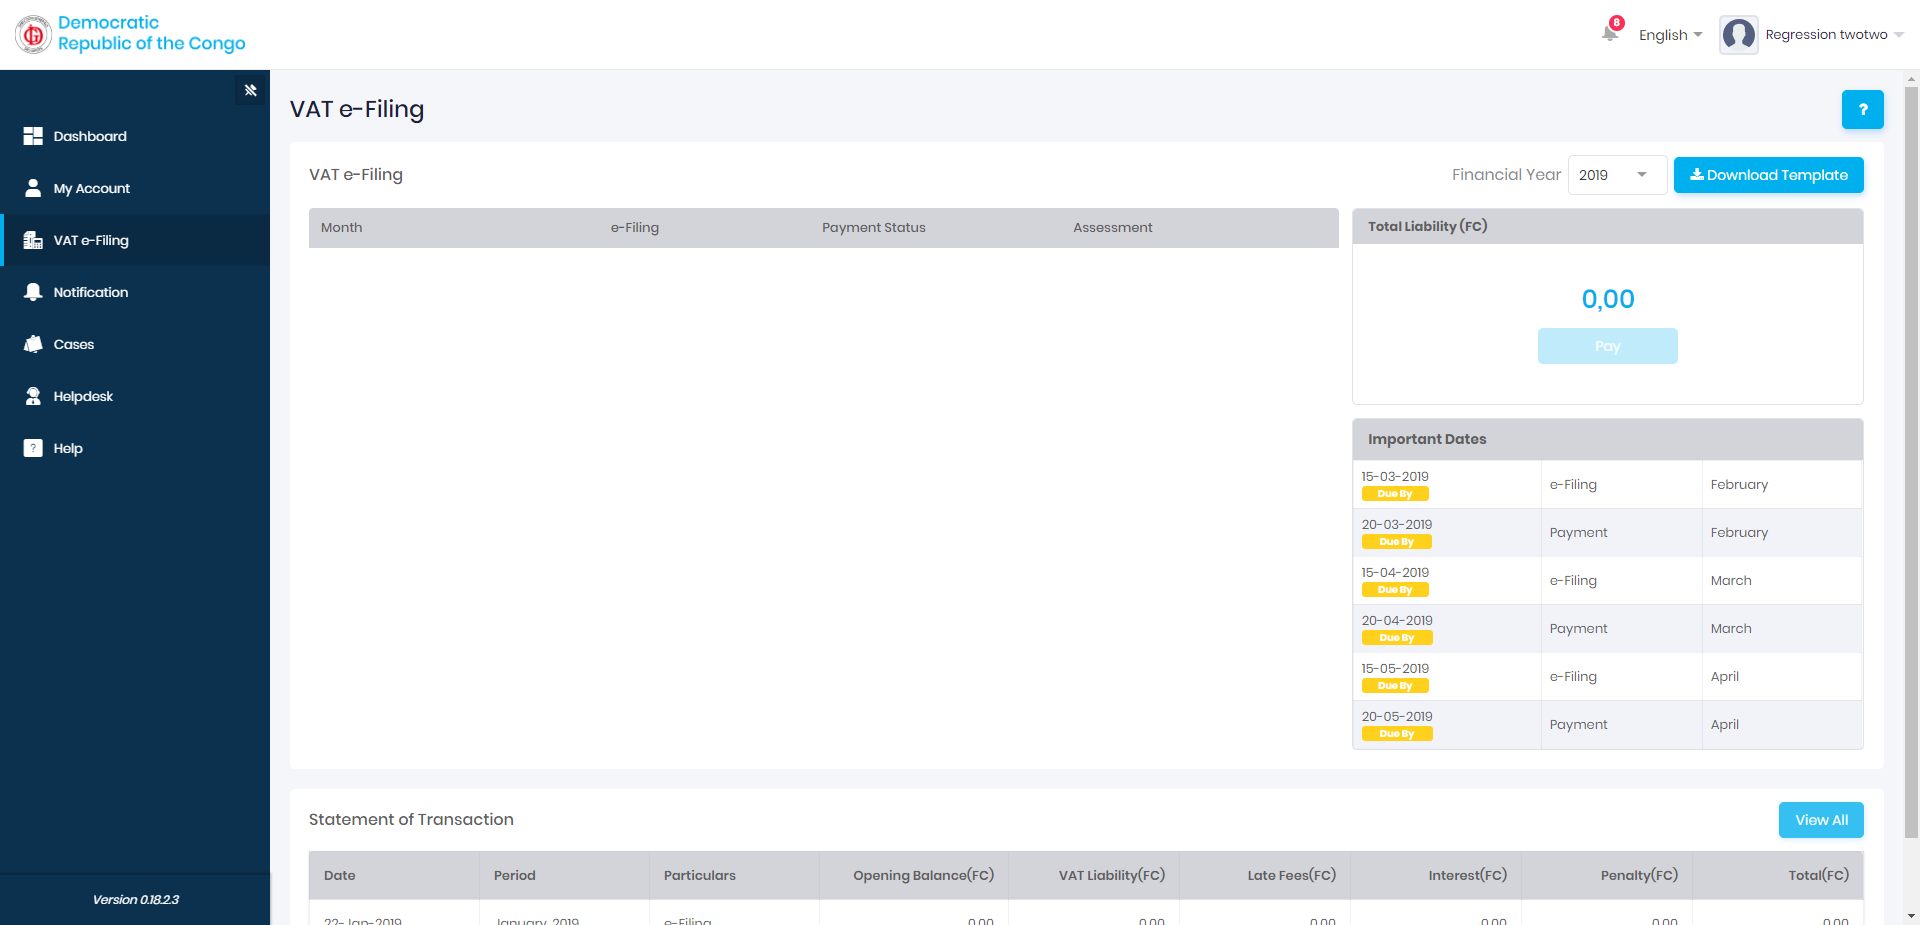 Democratic
Republic of the Congo
8
English
Regression twotwo
Dashboard
My Account
VAT e-Filing
Notification
Cases
Helpdesk
? Help
Version 0.18.2.3
VAT e-Filing
?
VAT e-Filing
Financial Year 2019 Download Template
Month e-Filing Payment Status Assessment
Total Liability (FC)
0,00
Pay
Important Dates
15-03-2019 e-Filing February
Due By
20-03-2019 Payment February
Due By
15-04-2019 e-Filing March
Due By
20-04-2019 Payment March
Due By
15-05-2019 e-Filing April
Due By
20-05-2019 Payment April
Due By
Statement of Transaction
View All
Date Period Particulars Opening Balance(FC) VAT Liability(FC) Late Fees(FC) Interest(FC) Penalty(FC) Total(FC)
22-Jan-2019 January, 2019 e-Filing 0,00 0,00 0,00 0,00 0,00 0,00